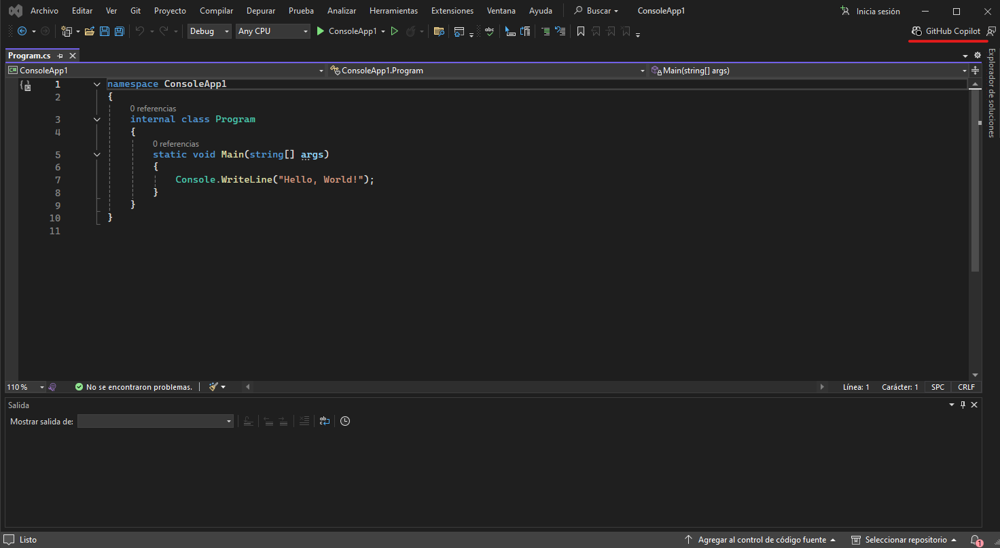 Archivo Editar Ver Git Proyecto Compilar Depurar Prueba Analizar Herramientas Extensiones Ventana Ayuda Buscar ConsoleApp1 Inicia sesión
Debug Any CPU ConsoleApp1 GitHub Copilot
Program.cs
ConsoleApp1 ConsoleApp1.Program Main(string[] args)
1 namespace ConsoleApp1
2 {
0 referencias
3 internal class Program
4 {
0 referencias
5 static void Main(string[] args)
6 {
7 Console.WriteLine("Hello, World!");
8 }
9 }
10 }
11
Explorador de soluciones
110 % No se encontraron problemas. Línea: 1 Carácter: 1 SPC CRLF
Salida
Mostrar salida de:
Listo Agregar al control de código fuente Seleccionar repositorio 1